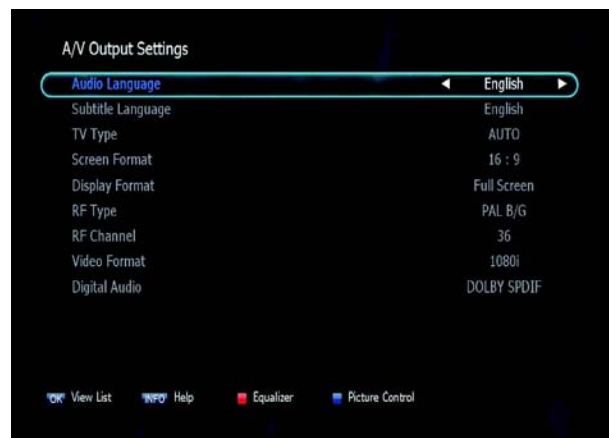 A/V Output Settings
Audio Language English
Subtitle Language English
TV Type AUTO
Screen Format 16 : 9
Display Format Full Screen
RF Type PAL B/G
RF Channel 36
Video Format 1080i
Digital Audio DOLBY SPDIF
OK View List INFO Help Equalizer Picture Control